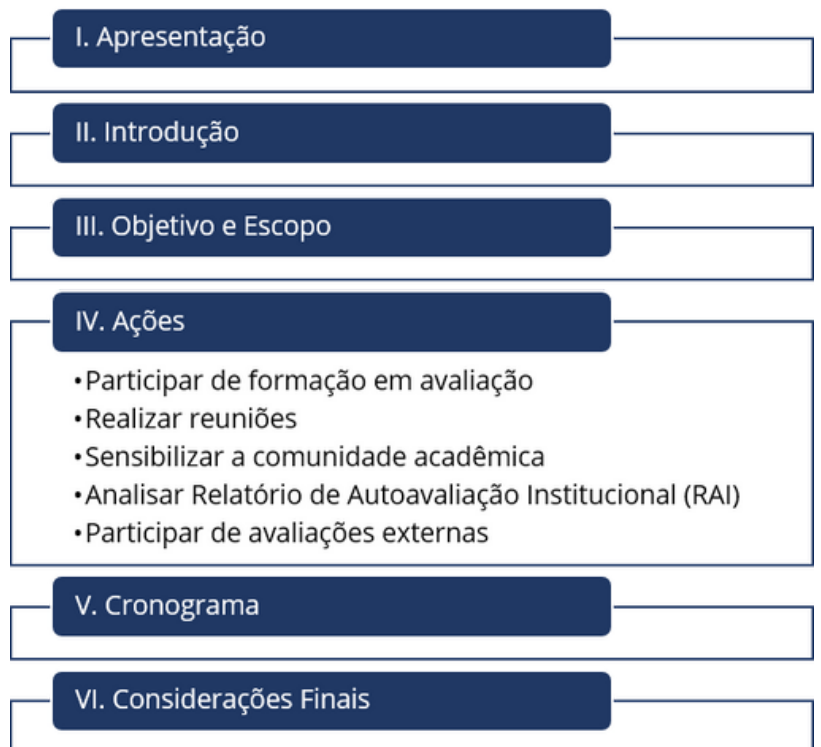 I. Apresentação
II. Introdução
III. Objetivo e Escopo
IV. Ações
•Participar de formação em avaliação
•Realizar reuniões
•Sensibilizar a comunidade acadêmica
•Analisar Relatório de Autoavaliação Institucional (RAI)
•Participar de avaliações externas
V. Cronograma
VI. Considerações Finais